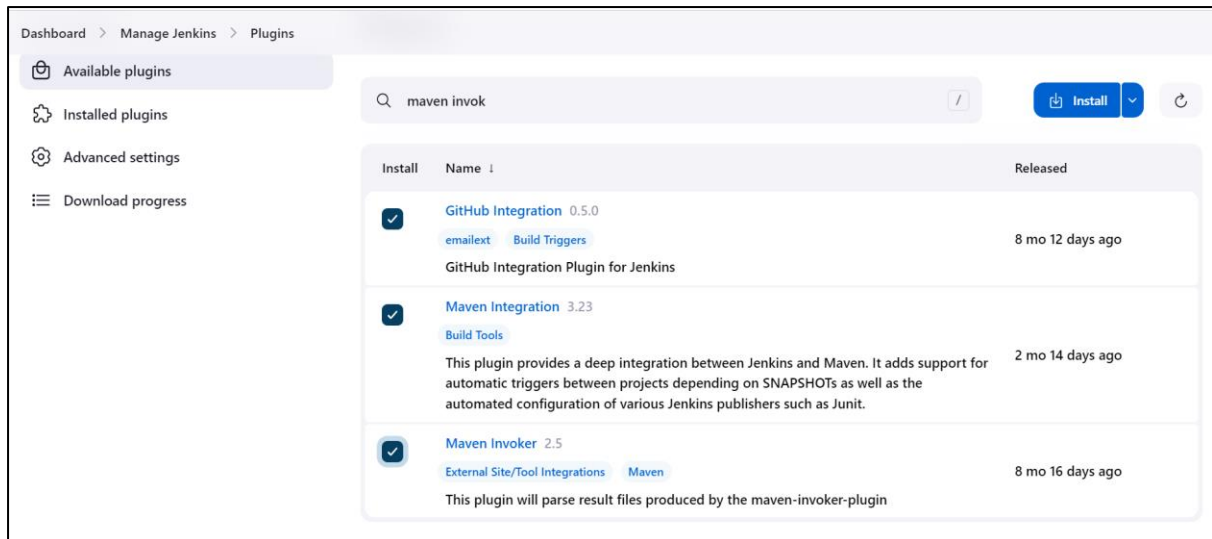 Dashboard > Manage Jenkins > Plugins
Available plugins
Installed plugins
Advanced settings
Download progress
maven invok /
Install
Install Name ↓ Released
GitHub Integration 0.5.0
emailext Build Triggers
GitHub Integration Plugin for Jenkins
8 mo 12 days ago
Maven Integration 3.23
Build Tools
This plugin provides a deep integration between Jenkins and Maven. It adds support for
automatic triggers between projects depending on SNAPSHOTs as well as the
automated configuration of various Jenkins publishers such as Junit.
2 mo 14 days ago
Maven Invoker 2.5
External Site/Tool Integrations Maven
This plugin will parse result files produced by the maven-invoker-plugin
8 mo 16 days ago